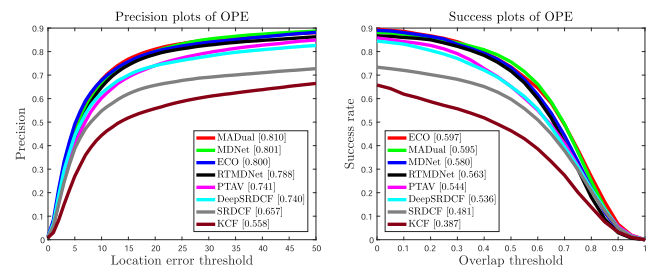 Precision plots of OPE
0.9
0.8
0.7
0.6
0.5
0.4
0.3
0.2
0.1
0
Precision
MADual [0.810]
MDNet [0.801]
ECO [0.800]
RTMDNet [0.788]
PTAV [0.741]
DeepSRDCF [0.740]
SRDCF [0.657]
KCF [0.558]
0 5 10 15 20 25 30 35 40 45 50
Location error threshold
Success plots of OPE
0.9
0.8
0.7
0.6
0.5
0.4
0.3
0.2
0.1
0
Success rate
ECO [0.597]
MADual [0.595]
MDNet [0.580]
RTMDNet [0.563]
PTAV [0.544]
DeepSRDCF [0.536]
SRDCF [0.481]
KCF [0.387]
0 0.1 0.2 0.3 0.4 0.5 0.6 0.7 0.8 0.9 1
Overlap threshold